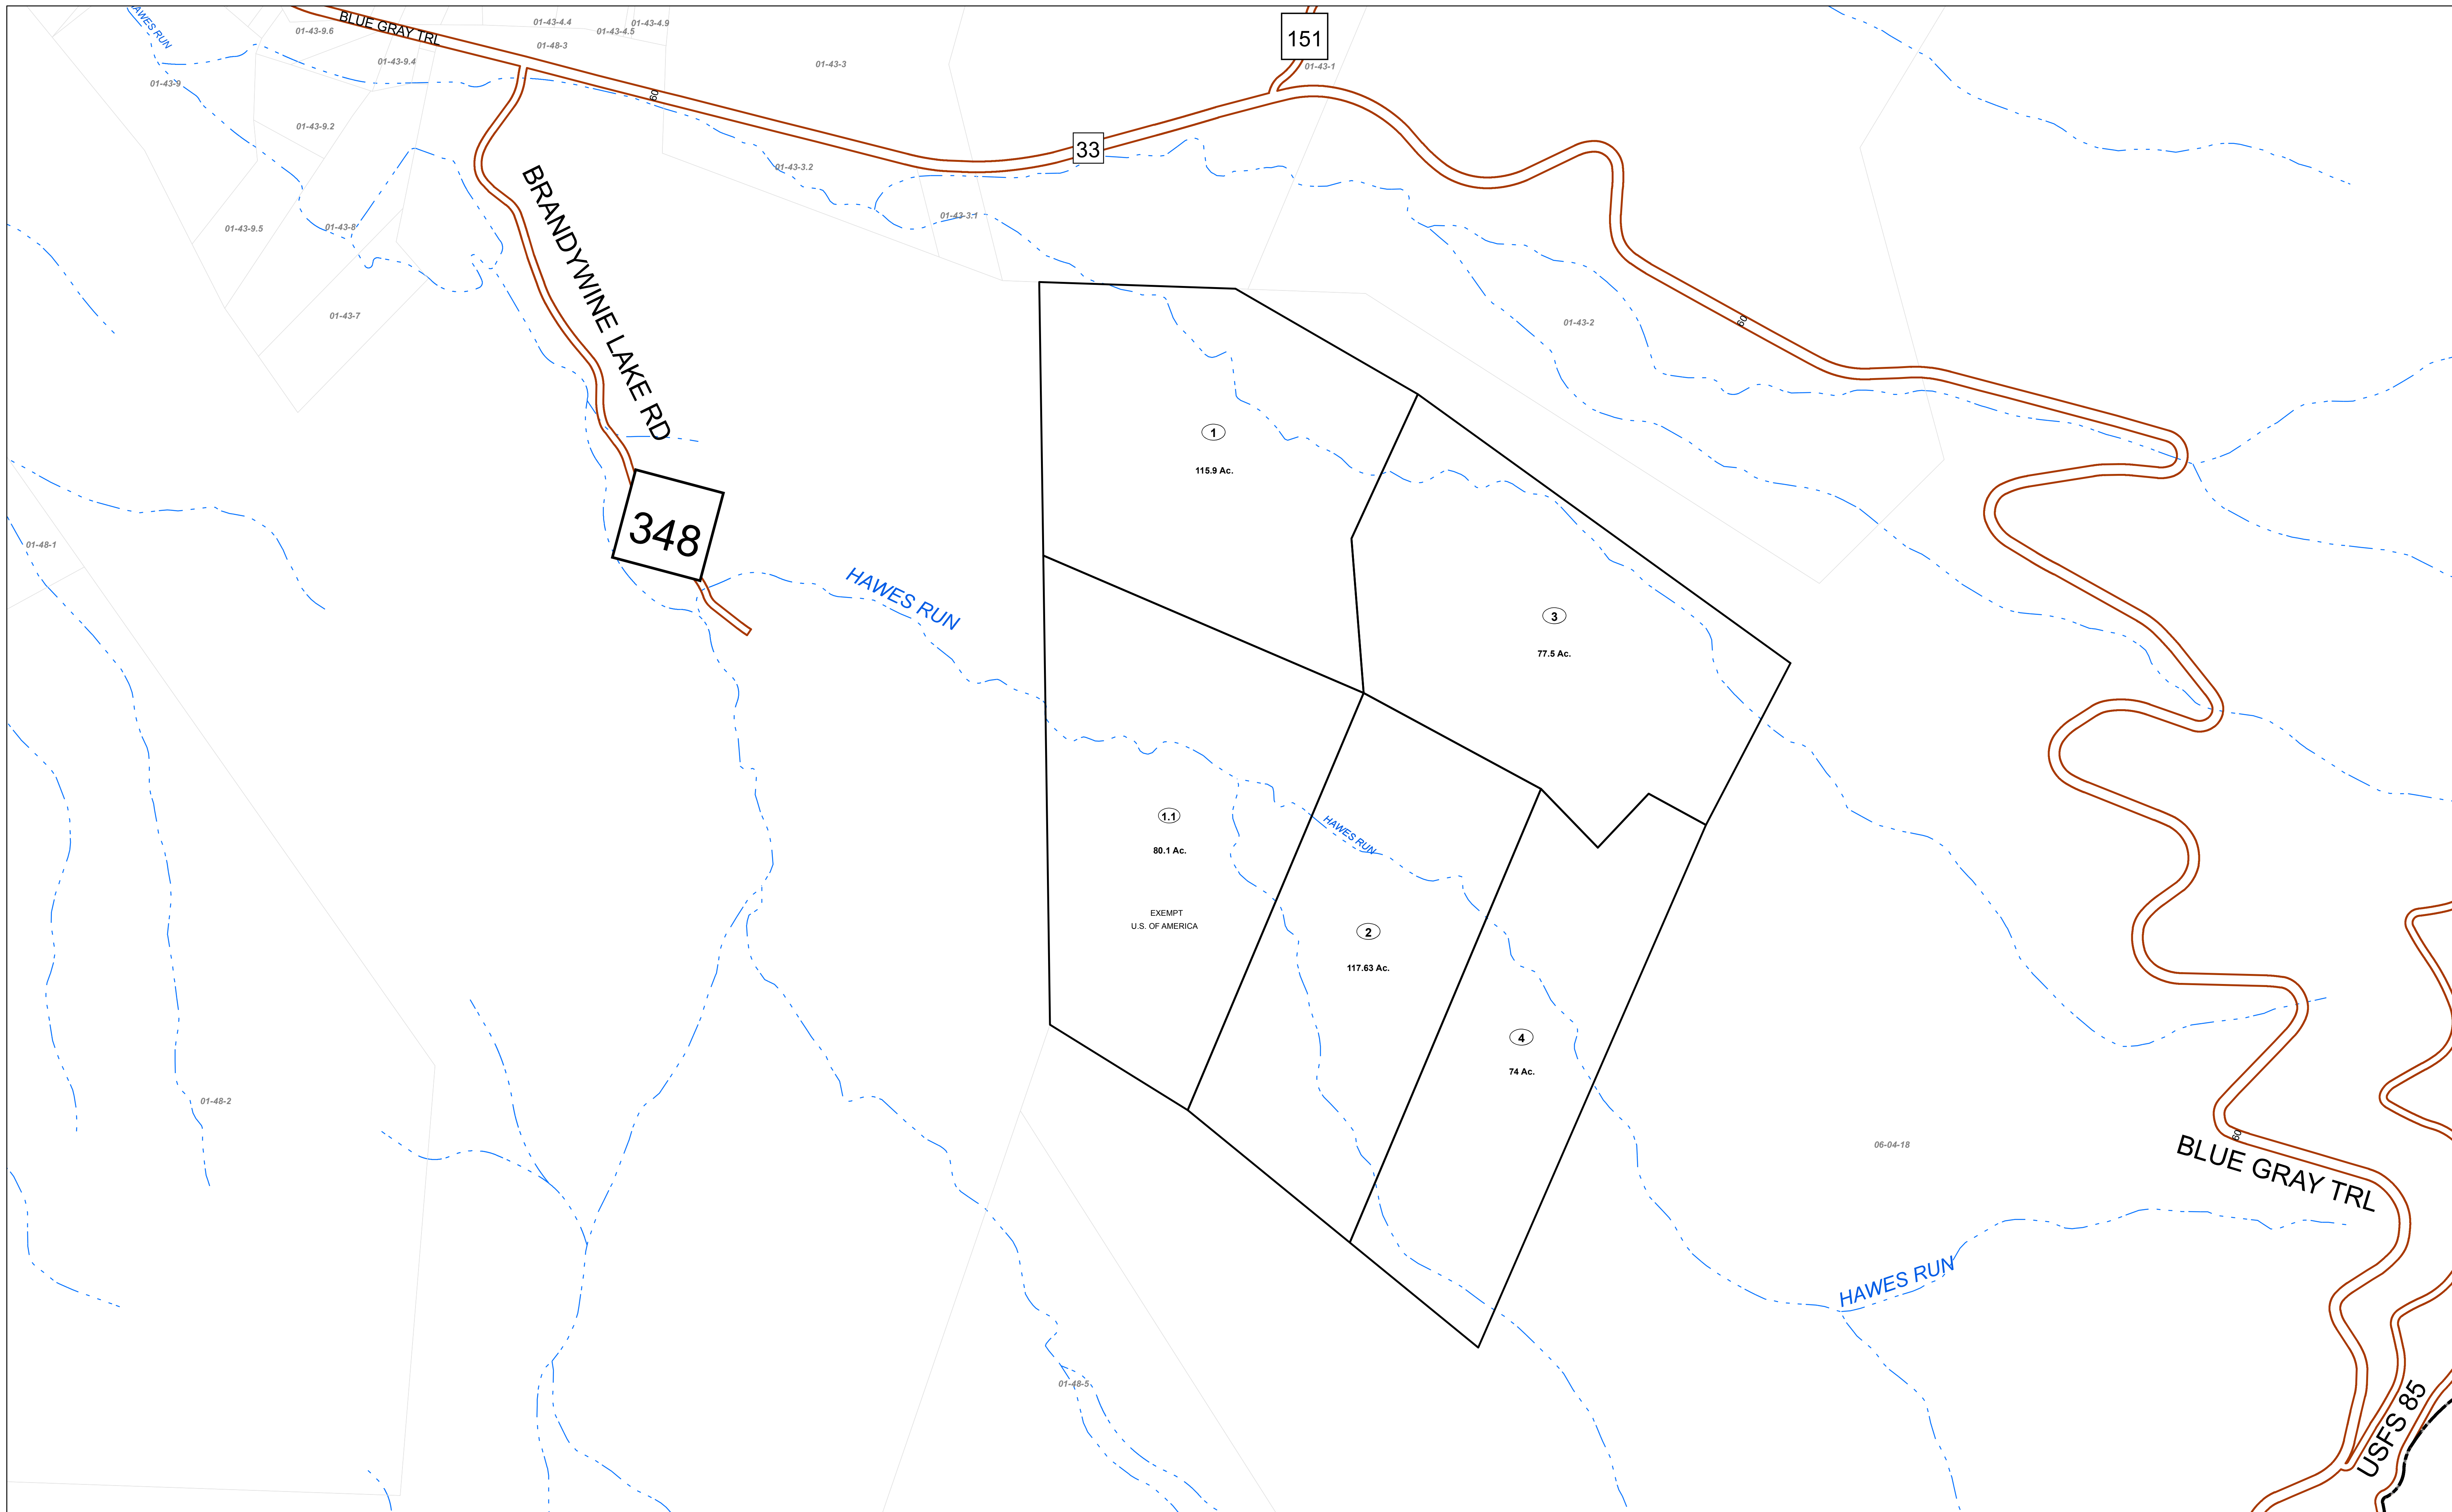 HAWES RUN
BLUE GRAY TRL
01-43-4.4
01-43-4.9
01-43-9.6
01-43-4.5
01-48-3
151
01-43-9.4
01-43-3
01-43-1
01-43-9
60
01-43-9.2
33
01-43-3.2
BRANDYWINE LAKE RD
01-43-3.1
01-43-9.5
01-43-8
01-43-7
60
01-43-2
1
115.9 Ac.
348
01-48-1
HAWES RUN
3
77.5 Ac.
1.1
HAWES RUN
80.1 Ac.
EXEMPT
U.S. OF AMERICA
2
117.63 Ac.
4
74 Ac.
01-48-2
60
06-04-18
BLUE GRAY TRL
HAWES RUN
01-48-5
USFS 85